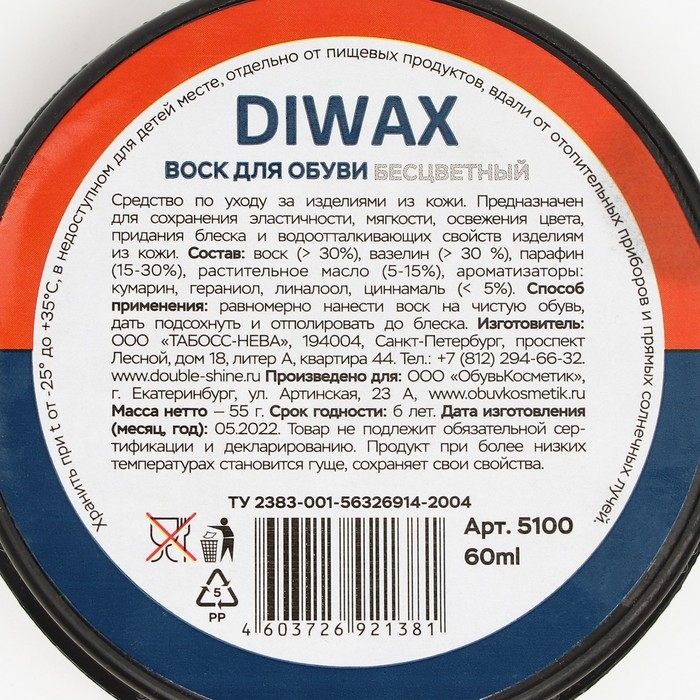 Хранить при t от -25° до +35°С, в недоступном для детей месте, отдельно от пищевых продуктов, вдали от отопительных приборов и прямых солнечных лучей.
DIWAX
ВОСК ДЛЯ ОБУВИ БЕСЦВЕТНЫЙ
Средство по уходу за изделиями из кожи. Предназначен
для сохранения эластичности, мягкости, освежения цвета,
придания блеска и водоотталкивающих свойств изделиям
из кожи. Состав: воск (> 30%), вазелин (> 30 %), парафин
(15-30%), растительное масло (5-15%), ароматизаторы:
кумарин, гераниол, линалоол, циннамаль (< 5%). Способ
применения: равномерно нанести воск на чистую обувь,
дать подсохнуть и отполировать до блеска. Изготовитель:
ООО «ТАБОСС-НЕВА», 194004, Санкт-Петербург, проспект
Лесной, дом 18, литер А, квартира 44. Тел.: +7 (812) 294-66-32.
www.double-shine.ru Произведено для: ООО «ОбувьКосметик»,
г. Екатеринбург, ул. Артинская, 23 А, www.obuvkosmetik.ru
Масса нетто – 55 г. Срок годности: 6 лет. Дата изготовления
(месяц, год): 05.2022. Товар не подлежит обязательной сер-
тификации и декларированию. Продукт при более низких
температурах становится гуще, сохраняет свои свойства.
ТУ 2383-001-56326914-2004
Арт. 5100
60ml
5
PP
4 603726 921381